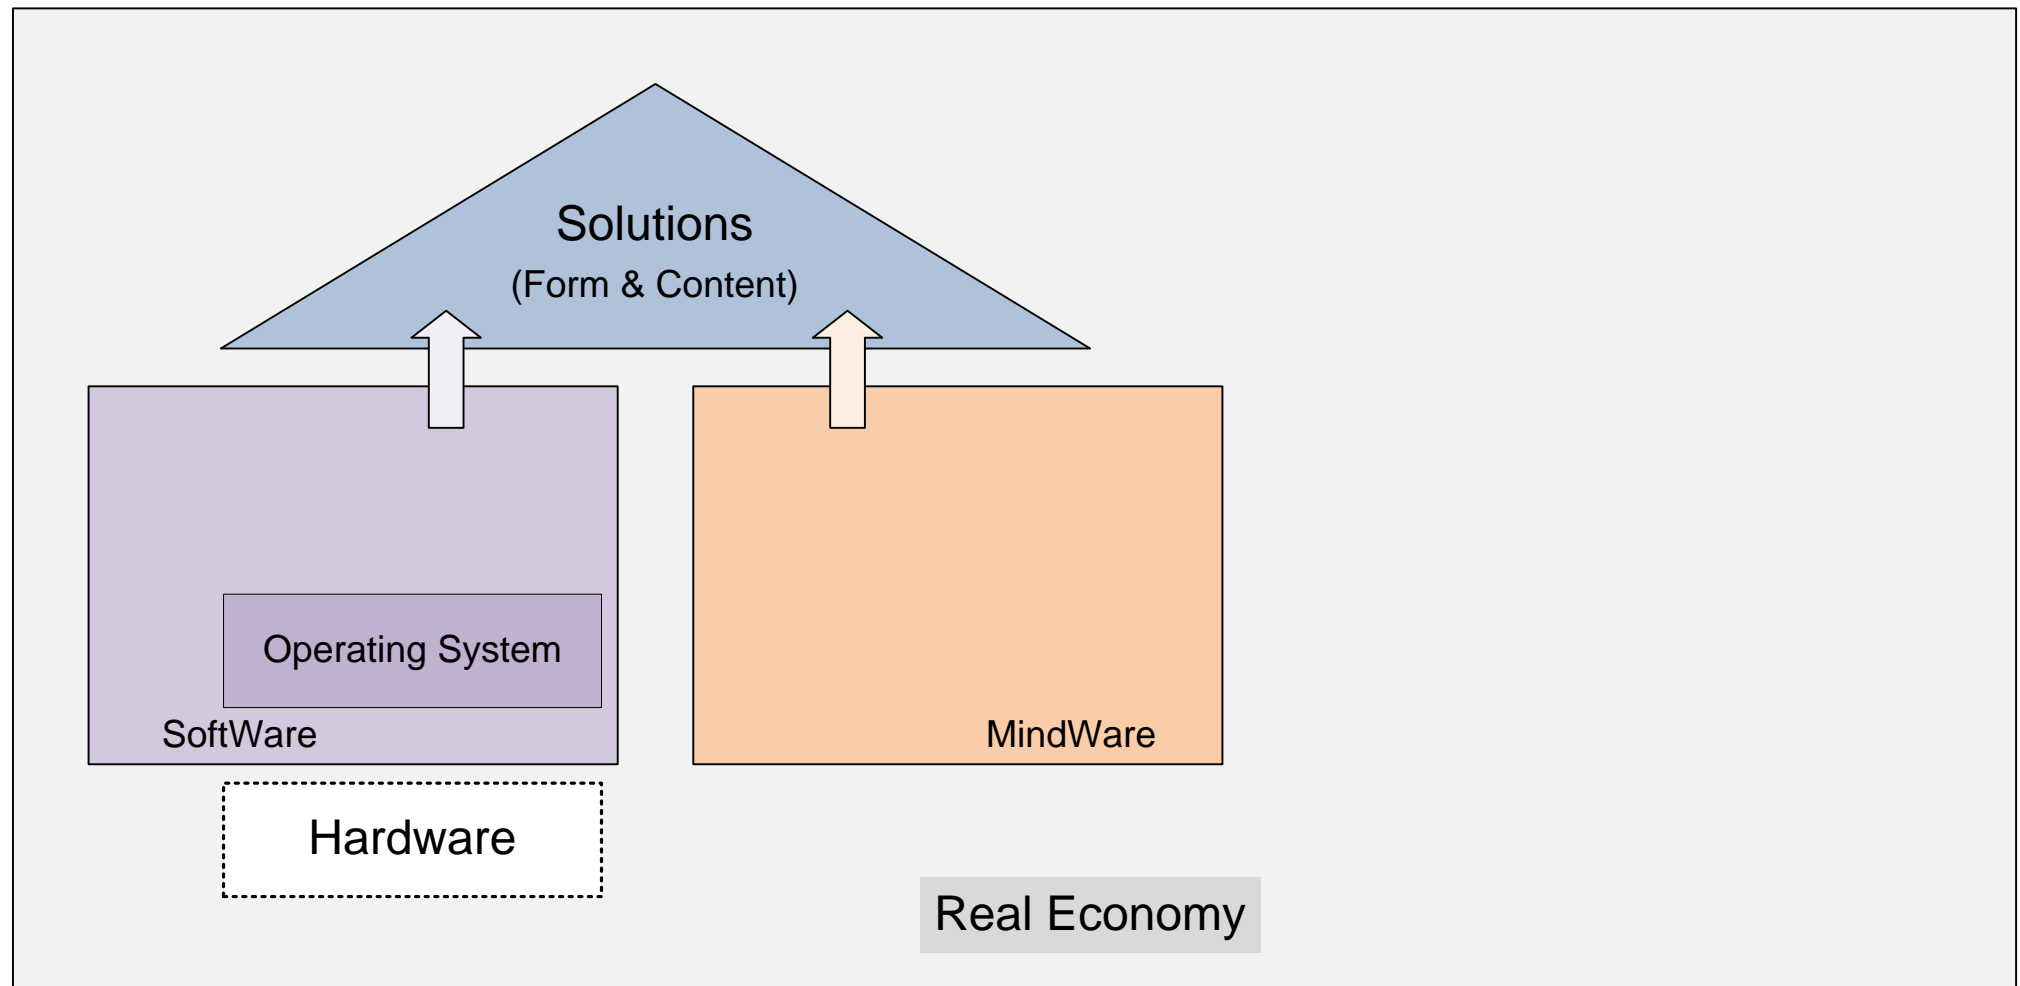 Solutions
(Form & Content)
Operating System
SoftWare
MindWare
Hardware
Real Economy